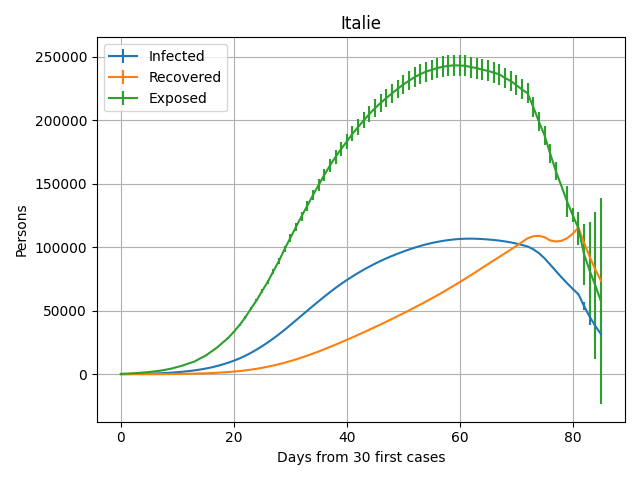 Italie
Infected
Recovered
Exposed
250000
200000
150000
100000
50000
0
Persons
0 20 40 60 80
Days from 30 first cases